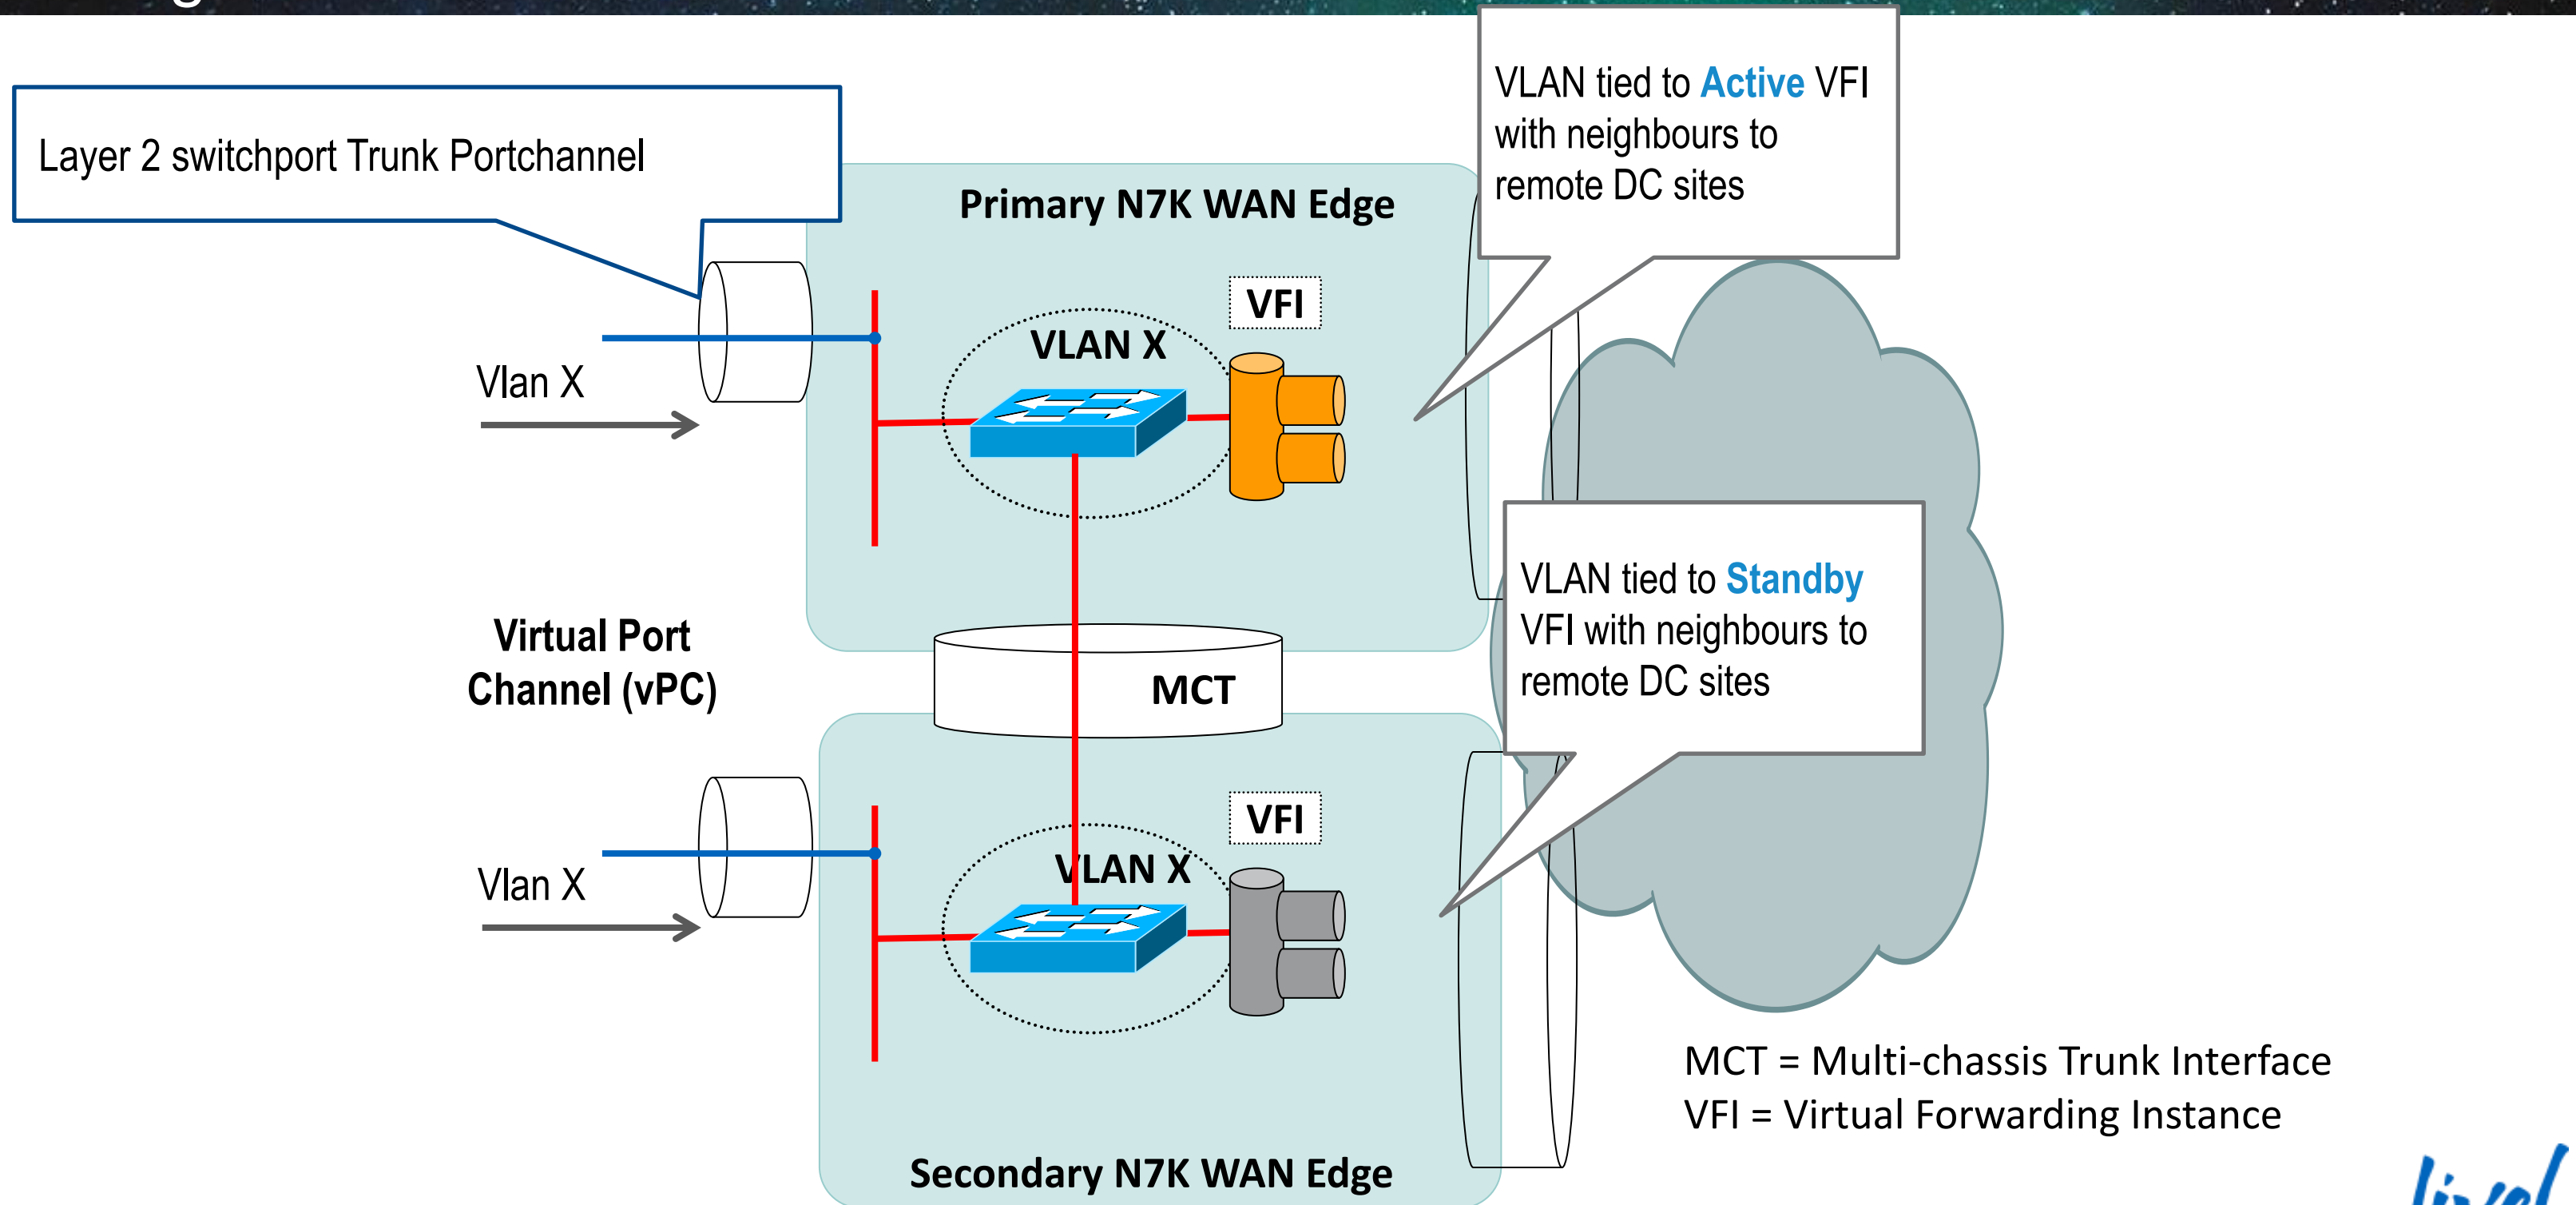 Layer 2 switchport Trunk Portchannel
VLAN tied to Active VFI
with neighbours to
remote DC sites
Primary N7K WAN Edge
VFI
VLAN X
Vlan X
VLAN tied to Standby
VFI with neighbours to
remote DC sites
Virtual Port
Channel (vPC)
MCT
VFI
VLAN X
Vlan X
MCT = Multi-chassis Trunk Interface
VFI = Virtual Forwarding Instance
Secondary N7K WAN Edge